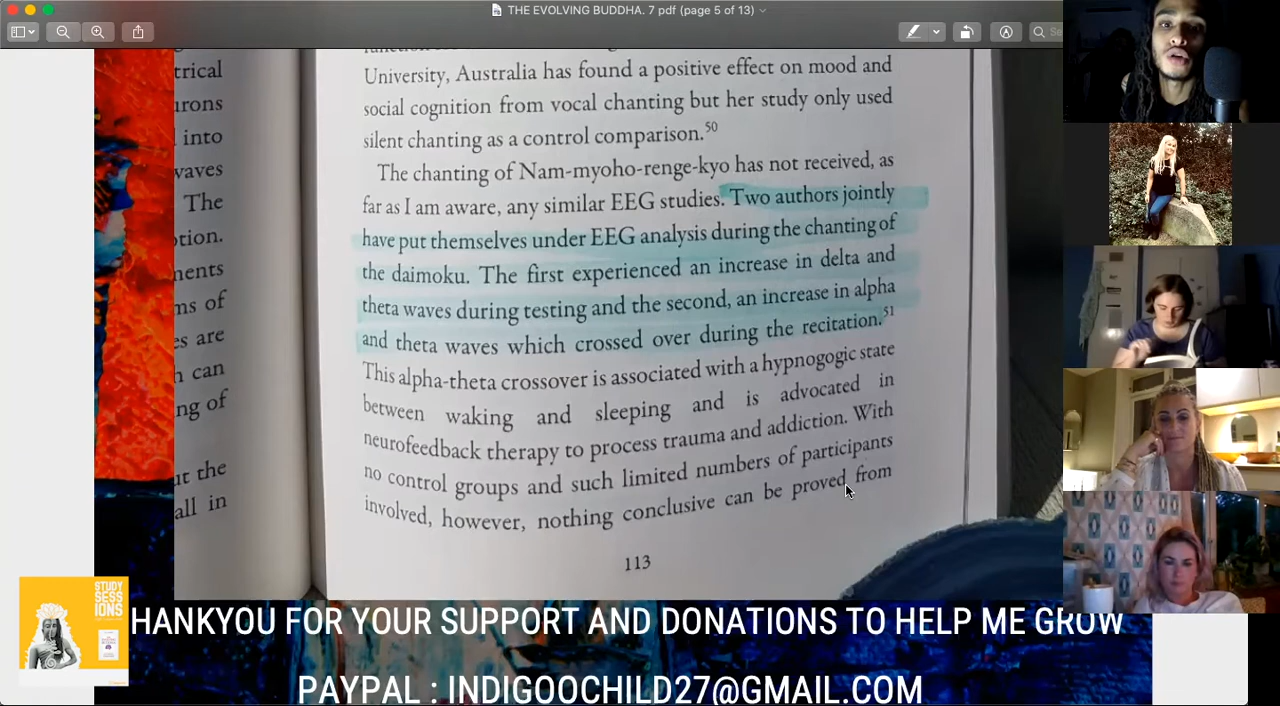 THE EVOLVING BUDDHA. 7 pdf (page 5 of 13)
trical
urons
into
vaves
The
otion.
nents
ns of
es are
n can
ng of
ut the
all in
University, Australia has found a positive effect on mood and
social cognition from vocal chanting but her study only used
silent chanting as a control comparison.50
The chanting of Nam-myoho-renge-kyo has not received, as
far as I am aware, any similar EEG studies. Two authors jointly
have put themselves under EEG analysis during the chanting of
the daimoku. The first experienced an increase in delta and
theta waves during testing and the second, an increase in alpha
and theta waves which crossed over during the recitation.51
This alpha-theta crossover is associated with a hypnogogic state
between waking and sleeping and is advocated in
neurofeedback therapy to process trauma and addiction. With
no control groups and such limited numbers of participants
involved, however, nothing conclusive can be proved from
113
STUDY
SESS
IONS
HANKYOU FOR YOUR SUPPORT AND DONATIONS TO HELP ME GROW
PAYPAL : INDIGOOCHILD27@GMAIL.COM